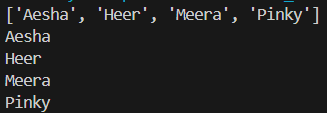 ['Aesha', 'Heer', 'Meera', 'Pinky']
Aesha
Heer
Meera
Pinky